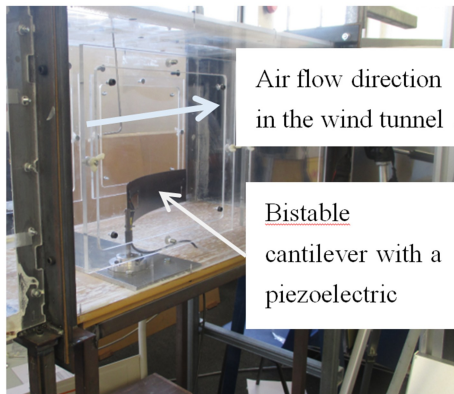 Air flow direction
in the wind tunnel
Bistable
cantilever with a
piezoelectric